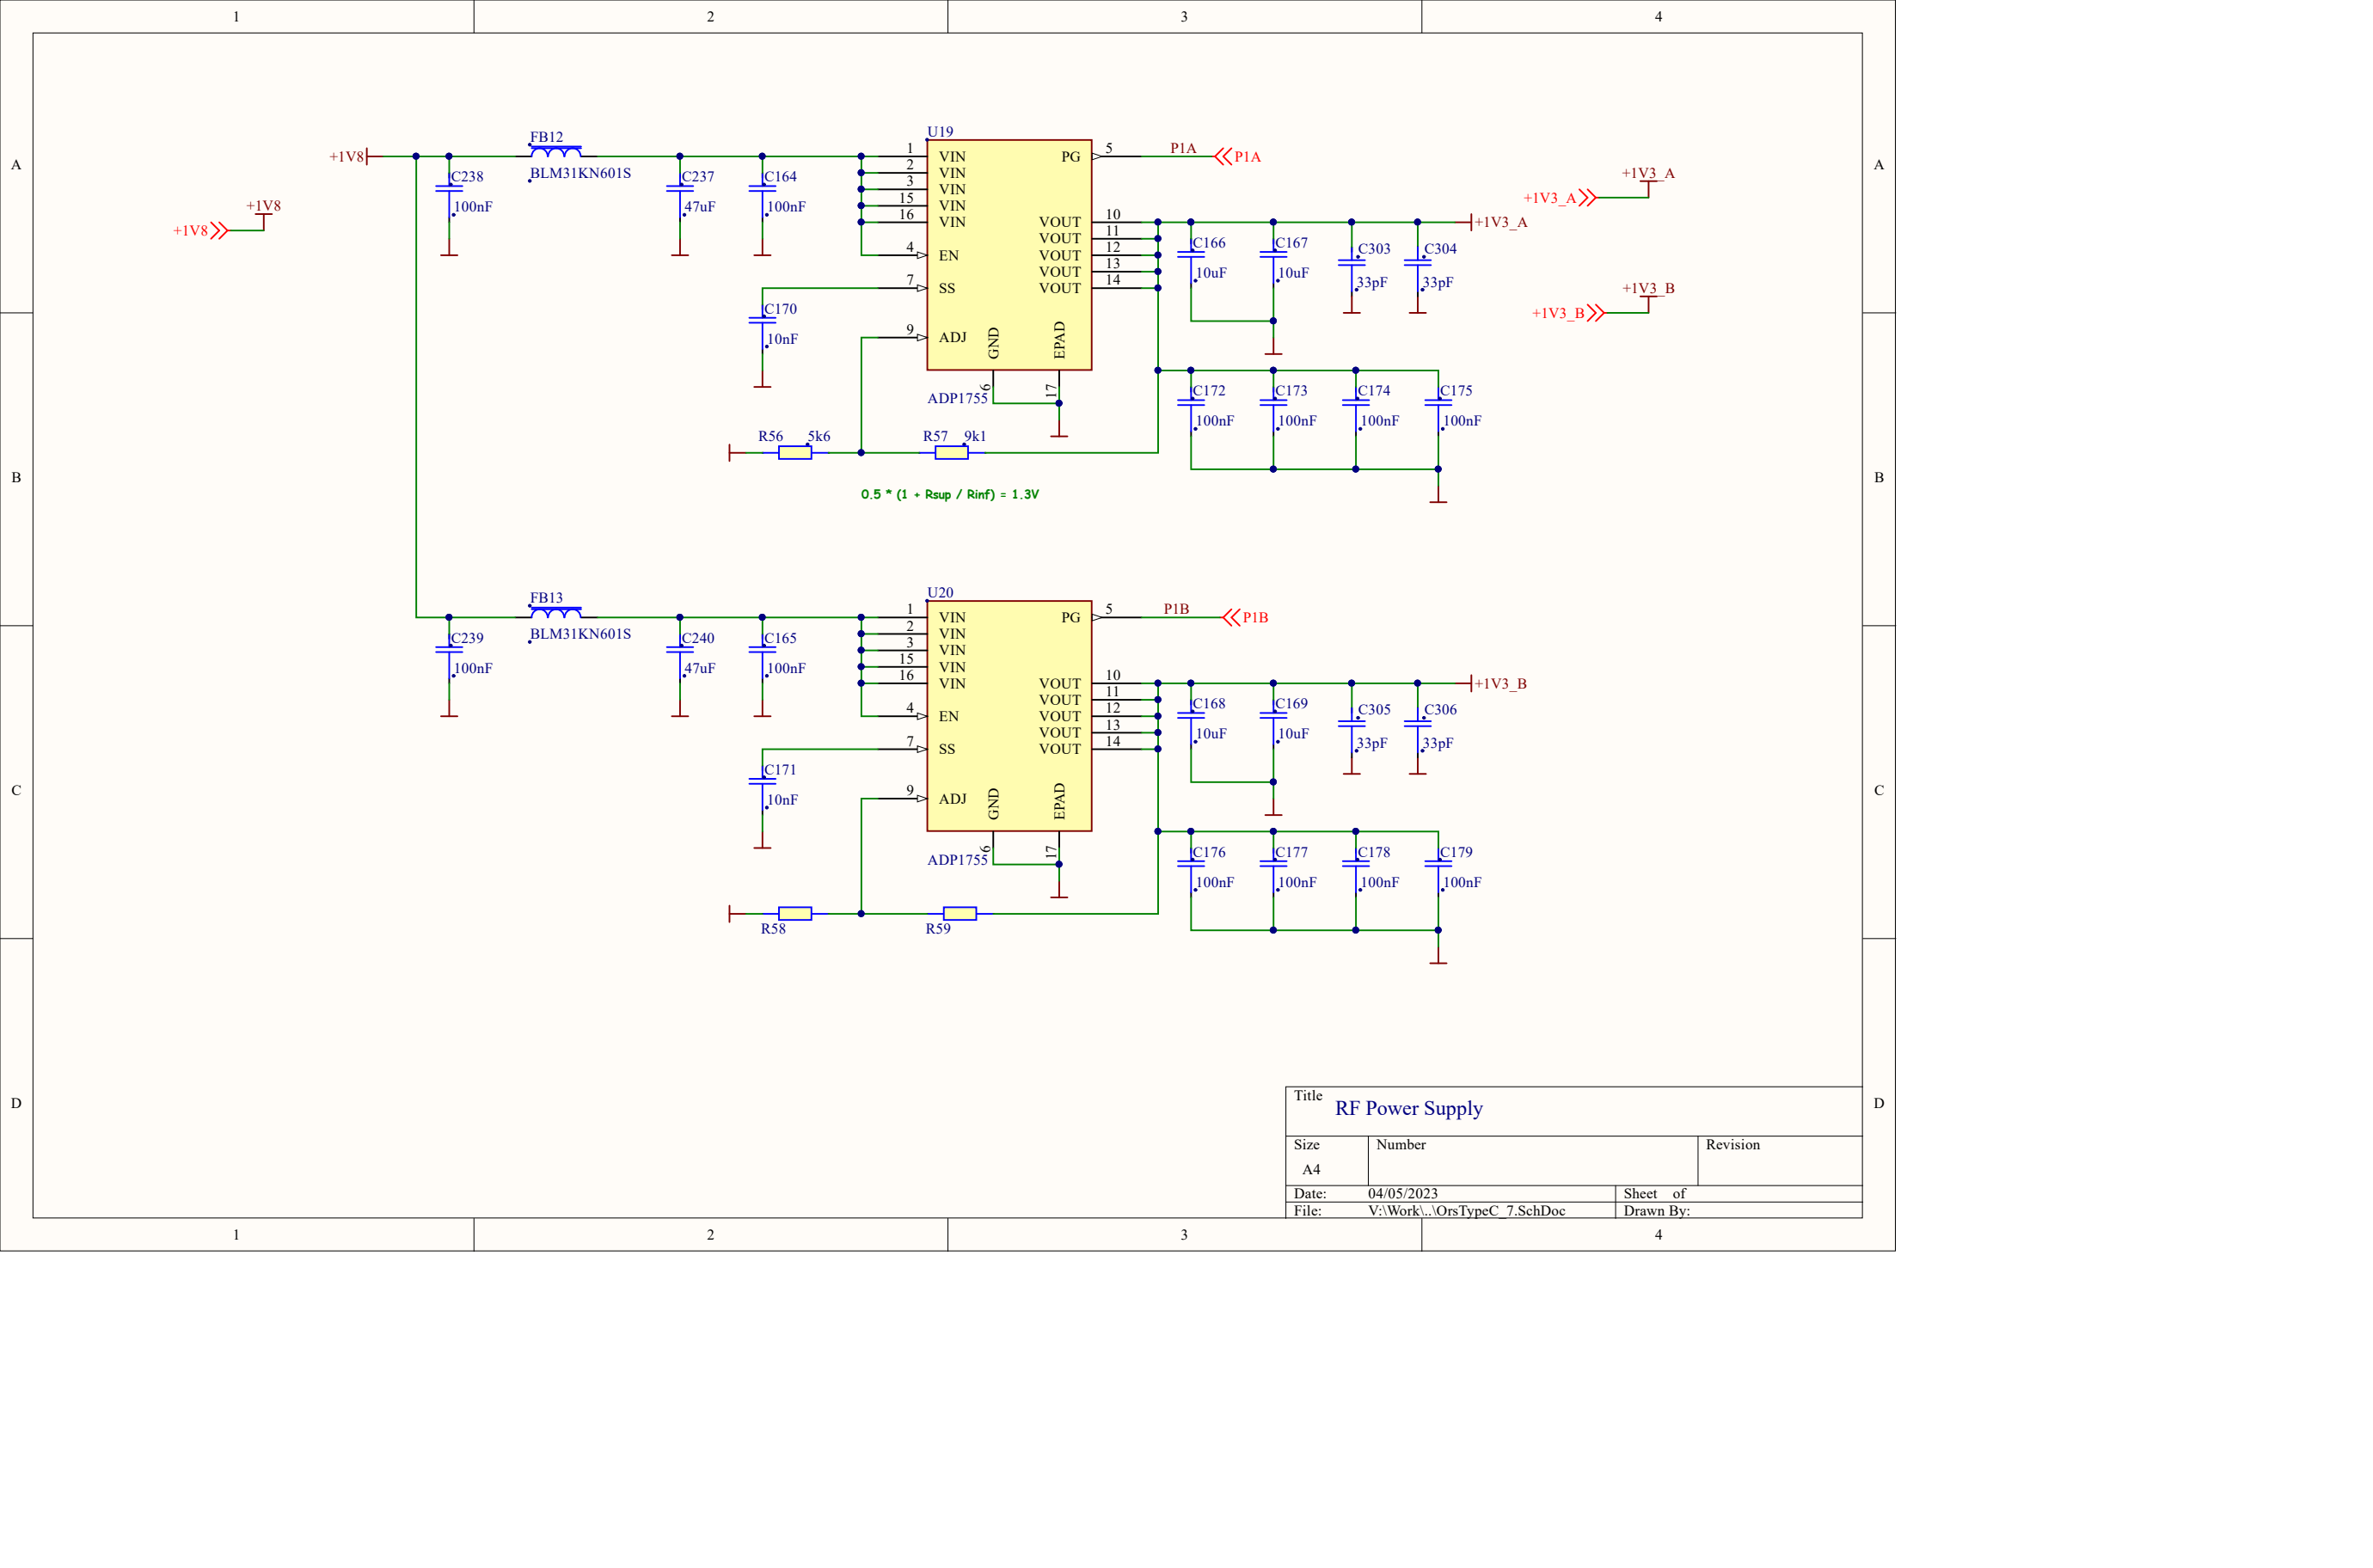 1 2 3 4
A A
B B
C C
D D
+1V8
+1V8
+1V8
FB12
BLM31KN601S
C238
100nF
C237
47uF
C164
100nF
C170
10nF
U19
1 VIN
2 VIN
3 VIN
15 VIN
16 VIN
4 EN
7 SS
9 ADJ
GND
6
EPAD
17
PG 5
VOUT 10
VOUT 11
VOUT 12
VOUT 13
VOUT 14
ADP1755
P1A
P1A
C166
10uF
C167
10uF
C303
33pF
C304
33pF
+1V3_A
+1V3_A
+1V3_A
+1V3_B
+1V3_B
C172
100nF
C173
100nF
C174
100nF
C175
100nF
R56 5k6
R57 9k1
0.5 * (1 + Rsup / Rinf) = 1.3V
FB13
BLM31KN601S
C239
100nF
C240
47uF
C165
100nF
C171
10nF
U20
1 VIN
2 VIN
3 VIN
15 VIN
16 VIN
4 EN
7 SS
9 ADJ
GND
6
EPAD
17
PG 5
VOUT 10
VOUT 11
VOUT 12
VOUT 13
VOUT 14
ADP1755
P1B
P1B
C168
10uF
C169
10uF
C305
33pF
C306
33pF
+1V3_B
C176
100nF
C177
100nF
C178
100nF
C179
100nF
R58
R59
Title
RF Power Supply
Size Number Revision
A4
Date: 04/05/2023 Sheet of
File: V:\Work\..\OrsTypeC_7.SchDoc Drawn By:
1 2 3 4